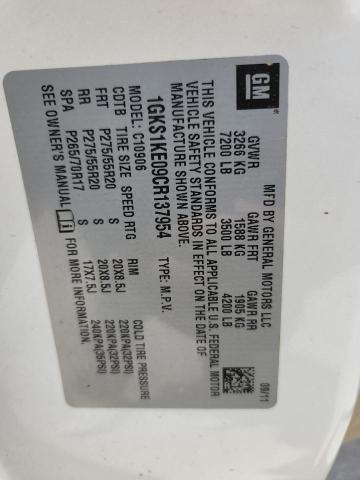 GM
MFD BY GENERAL MOTORS LLC
09/11
GVWR GAWR FRT GAWR RR
3266 KG 1588 KG 1905 KG
7200 LB 3500 LB 4200 LB
THIS VEHICLE CONFORMS TO ALL APPLICABLE U.S. FEDERAL MOTOR
VEHICLE SAFETY STANDARDS IN EFFECT ON THE DATE OF
MANUFACTURE SHOWN ABOVE.
1GKS1KE09CR137954 TYPE: M.P.V.
MODEL: C10906
CDTB TIRE SIZE SPEED RTG RIM COLD TIRE PRESSURE
FRT P275/55R20 S 20X8.5J 220KPA(32PSI)
RR P275/55R20 S 20X8.5J 220KPA(32PSI)
SPA P265/70R17 S 17X7.5J 240KPA(35PSI)
SEE OWNER'S MANUAL i FOR MORE INFORMATION.